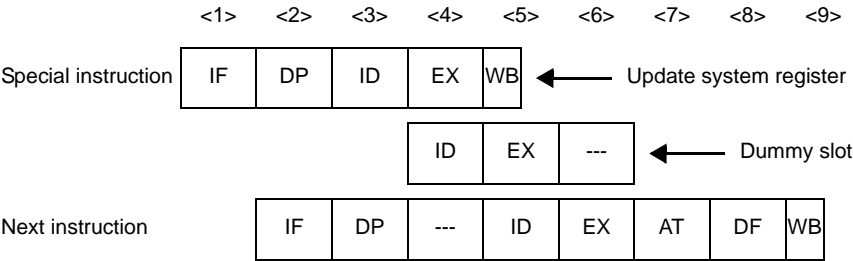 <1> <2> <3> <4> <5> <6> <7> <8> <9>
Special instruction IF DP ID EX WB Update system register
ID EX --- Dummy slot
Next instruction IF DP --- ID EX AT DF WB